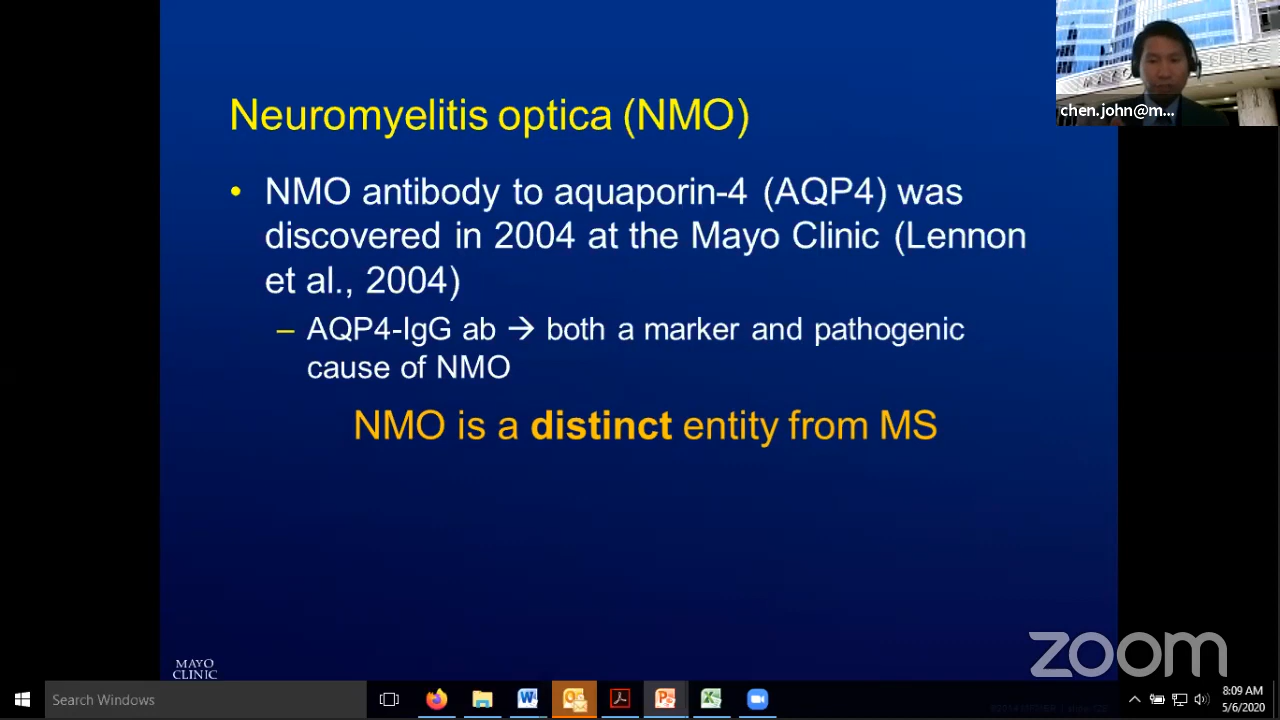 chen.john@m...
Neuromyelitis optica (NMO)
• NMO antibody to aquaporin-4 (AQP4) was
discovered in 2004 at the Mayo Clinic (Lennon
et al., 2004)
– AQP4-IgG ab → both a marker and pathogenic
cause of NMO
NMO is a distinct entity from MS
MAYO
CLINIC
zoom
Search Windows
8:09 AM
5/6/2020